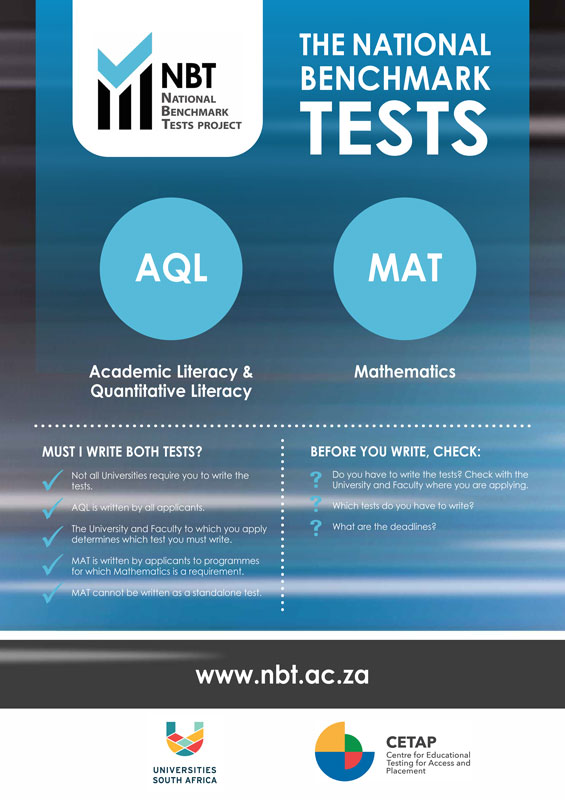 NBT
NATIONAL
BENCHMARK
TESTS PROJECT
THE NATIONAL
BENCHMARK
TESTS
AQL
MAT
Academic Literacy &
Quantitative Literacy
Mathematics
MUST I WRITE BOTH TESTS?
Not all Universities require you to write the
tests.
AQL is written by all applicants.
The University and Faculty to which you apply
determines which test you must write.
MAT is written by applicants to programmes
for which Mathematics is a requirement.
MAT cannot be written as a standalone test.
BEFORE YOU WRITE, CHECK:
? Do you have to write the tests? Check with the
University and Faculty where you are applying.
? Which tests do you have to write?
? What are the deadlines?
www.nbt.ac.za
UNIVERSITIES
SOUTH AFRICA
CETAP
Centre for Educational
Testing for Access and
Placement